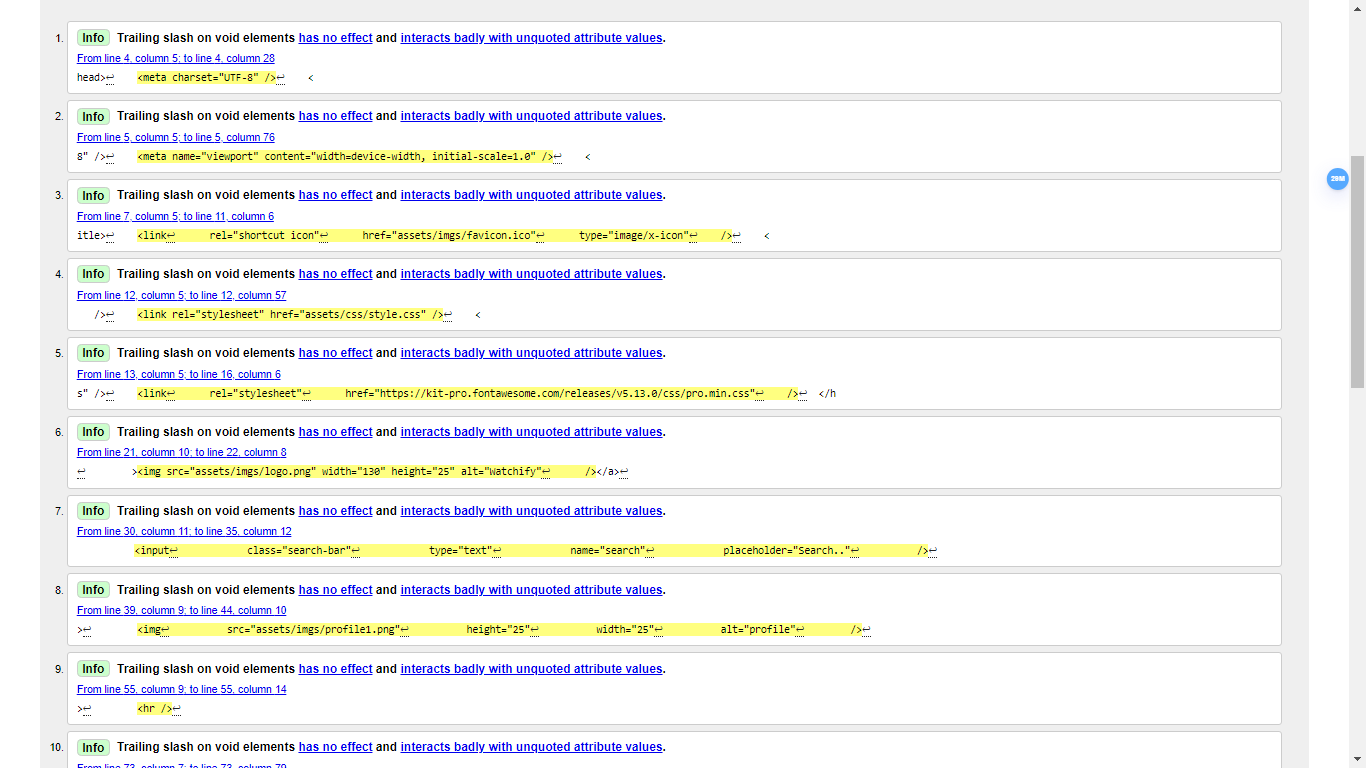 1. Info Trailing slash on void elements has no effect and interacts badly with unquoted attribute values.
From line 4, column 5; to line 4, column 28
head>↩    <meta charset="UTF-8" />↩    <
2. Info Trailing slash on void elements has no effect and interacts badly with unquoted attribute values.
From line 5, column 5; to line 5, column 76
8" />↩    <meta name="viewport" content="width=device-width, initial-scale=1.0" />↩    <
29M
3. Info Trailing slash on void elements has no effect and interacts badly with unquoted attribute values.
From line 7, column 5; to line 11, column 6
itle>↩    <link↩      rel="shortcut icon"↩      href="assets/imgs/favicon.ico"↩      type="image/x-icon"↩    />↩    <
4. Info Trailing slash on void elements has no effect and interacts badly with unquoted attribute values.
From line 12, column 5; to line 12, column 57
/>↩    <link rel="stylesheet" href="assets/css/style.css" />↩    <
5. Info Trailing slash on void elements has no effect and interacts badly with unquoted attribute values.
From line 13, column 5; to line 16, column 6
s" />↩    <link↩      rel="stylesheet"↩      href="https://kit-pro.fontawesome.com/releases/v5.13.0/css/pro.min.css"↩    />↩  </h
6. Info Trailing slash on void elements has no effect and interacts badly with unquoted attribute values.
From line 21, column 10; to line 22, column 8
↩        ><img src="assets/imgs/logo.png" width="130" height="25" alt="Watchify"↩      /></a>↩
7. Info Trailing slash on void elements has no effect and interacts badly with unquoted attribute values.
From line 30, column 11; to line 35, column 12
<input↩            class="search-bar"↩            type="text"↩            name="search"↩            placeholder="Search.."↩          />↩
8. Info Trailing slash on void elements has no effect and interacts badly with unquoted attribute values.
From line 39, column 9; to line 44, column 10
>↩        <img↩          src="assets/imgs/profile1.png"↩          height="25"↩          width="25"↩          alt="profile"↩        />↩
9. Info Trailing slash on void elements has no effect and interacts badly with unquoted attribute values.
From line 55, column 9; to line 55, column 14
>↩        <hr />↩
10. Info Trailing slash on void elements has no effect and interacts badly with unquoted attribute values.
From line 73, column 7; to line 73, column 79